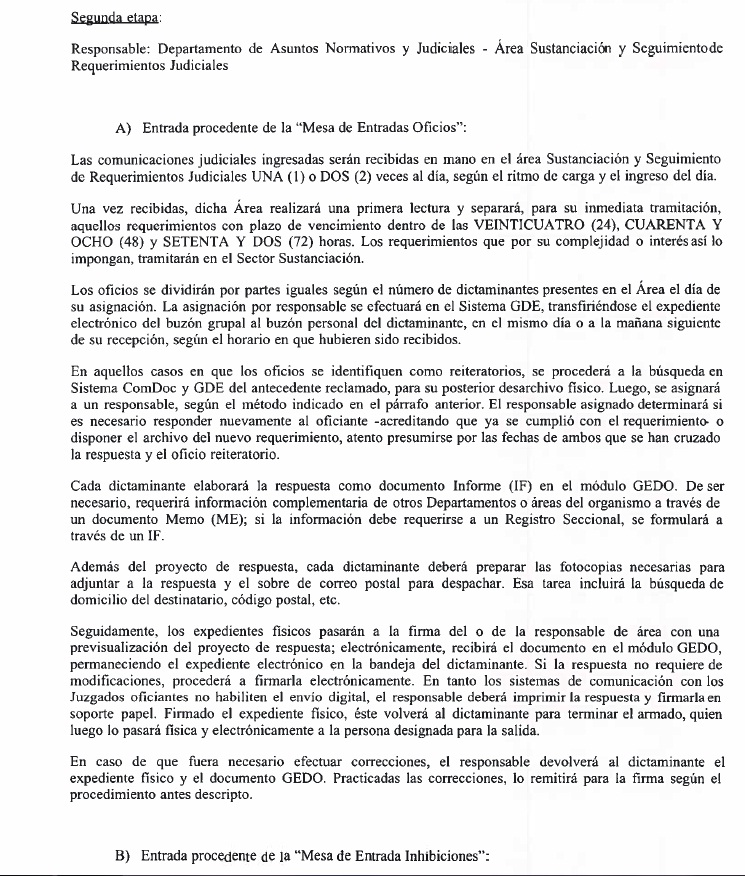 Segunda etapa:
Responsable: Departamento de Asuntos Normativos y Judiciales - Área Sustanciación y Seguimiento de
Requerimientos Judiciales
A) Entrada procedente de la “Mesa de Entradas Oficios”:
Las comunicaciones judiciales ingresadas serán recibidas en mano en el área Sustanciación y Seguimiento
de Requerimientos Judiciales UNA (1) o DOS (2) veces al día, según el ritmo de carga y el ingreso del día.
Una vez recibidas, dicha Área realizará una primera lectura y separará, para su inmediata tramitación,
aquellos requerimientos con plazo de vencimiento dentro de las VEINTICUATRO (24), CUARENTA Y
OCHO (48) y SETENTA Y DOS (72) horas. Los requerimientos que por su complejidad o interés así lo
impongan, tramitarán en el Sector Sustanciación.
Los oficios se dividirán por partes iguales según el número de dictaminantes presentes en el Área el día de
su asignación. La asignación por responsable se efectuará en el Sistema GDE, transfiriéndose el expediente
electrónico del buzón grupal al buzón personal del dictaminante, en el mismo día o a la mañana siguiente
de su recepción, según el horario en que hubieren sido recibidos.
En aquellos casos en que los oficios se identifiquen como reiteratorios, se procederá a la búsqueda en
Sistema ComDoc y GDE del antecedente reclamado, para su posterior desarchivo físico. Luego, se asignará
a un responsable, según el método indicado en el párrafo anterior. El responsable asignado determinará si
es necesario responder nuevamente al oficiante -acreditando que ya se cumplió con el requerimiento- o
disponer el archivo del nuevo requerimiento, atento presumirse por las fechas de ambos que se han cruzado
la respuesta y el oficio reiteratorio.
Cada dictaminante elaborará la respuesta como documento Informe (IF) en el módulo GEDO. De ser
necesario, requerirá información complementaria de otros Departamentos o áreas del organismo a través de
un documento Memo (ME); si la información debe requerirse a un Registro Seccional, se formulará a
través de un IF.
Además del proyecto de respuesta, cada dictaminante deberá preparar las fotocopias necesarias para
adjuntar a la respuesta y el sobre de correo postal para despachar. Esa tarea incluirá la búsqueda de
domicilio del destinatario, código postal, etc.
Seguidamente, los expedientes físicos pasarán a la firma del o de la responsable de área con una
previsualización del proyecto de respuesta; electrónicamente, recibirá el documento en el módulo GEDO,
permaneciendo el expediente electrónico en la bandeja del dictaminante. Si la respuesta no requiere de
modificaciones, procederá a firmarla electrónicamente. En tanto los sistemas de comunicación con los
Juzgados oficiantes no habiliten el envío digital, el responsable deberá imprimir la respuesta y firmarla en
soporte papel. Firmado el expediente físico, éste volverá al dictaminante para terminar el armado, quien
luego lo pasará física y electrónicamente a la persona designada para la salida.
En caso de que fuera necesario efectuar correcciones, el responsable devolverá al dictaminante el
expediente físico y el documento GEDO. Practicadas las correcciones, lo remitirá para la firma según el
procedimiento antes descripto.
B) Entrada procedente de la “Mesa de Entrada Inhibiciones”: